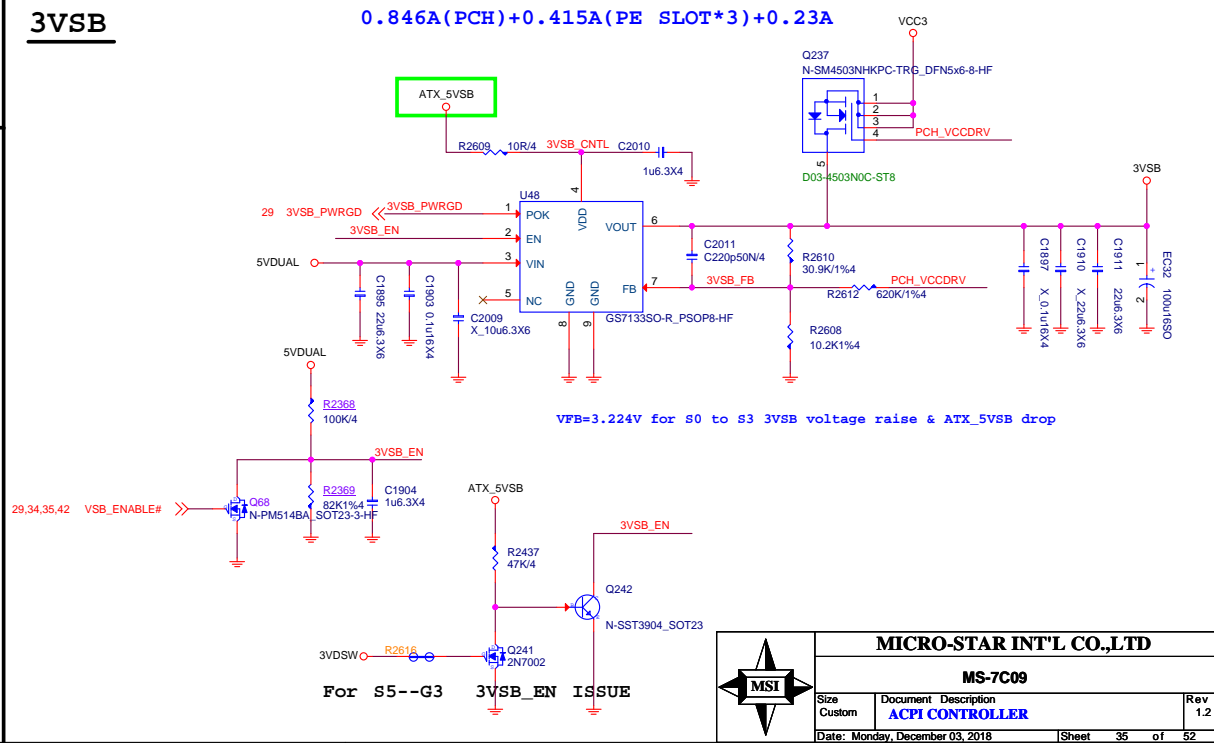 3VSB
0.846A(PCH)+0.415A(PE SLOT*3)+0.23A
VCC3
Q237
N-SM4503NHKPC-TRG_DFN5x6-8-HF
1
2
3
4
PCH_VCCDRV
5
D03-4503N0C-ST8
ATX_5VSB
R2609
10R/4
3VSB_CNTL
C2010
1u6.3X4
3VSB
U48
4
29 3VSB_PWRGD
3VSB_PWRGD
1
POK
VDD
VOUT
6
3VSB_EN
2
EN
5VDUAL
3
VIN
5
NC
GND
GND
FB
7
3VSB_FB
8
9
GS7133SO-R_PSOP8-HF
C2011
C220p50N/4
R2610
30.9K/1%4
R2612
620K/1%4
PCH_VCCDRV
R2608
10.2K1%4
C1895 22u6.3X6
C1903 0.1u16X4
C2009
X_10u6.3X6
C1897 X_0.1u16X4
C1910 X_22u6.3X6
C1911 22u6.3X6
1
+
2
EC32 100u16SO
VFB=3.224V for S0 to S3 3VSB voltage raise & ATX_5VSB drop
5VDUAL
R2368
100K/4
3VSB_EN
R2369
82K1%4
C1904
1u6.3X4
29,34,35,42 VSB_ENABLE#
Q68
N-PM514BA_SOT23-3-HF
ATX_5VSB
R2437
47K/4
3VSB_EN
Q242
N-SST3904_SOT23
3VDSW
R2616
Q241
2N7002
For S5--G3 3VSB_EN ISSUE
MSI
MICRO-STAR INT'L CO.,LTD
MS-7C09
Size
Custom
Document Description
ACPI CONTROLLER
Rev
1.2
Date: Monday, December 03, 2018
Sheet 35 of 52